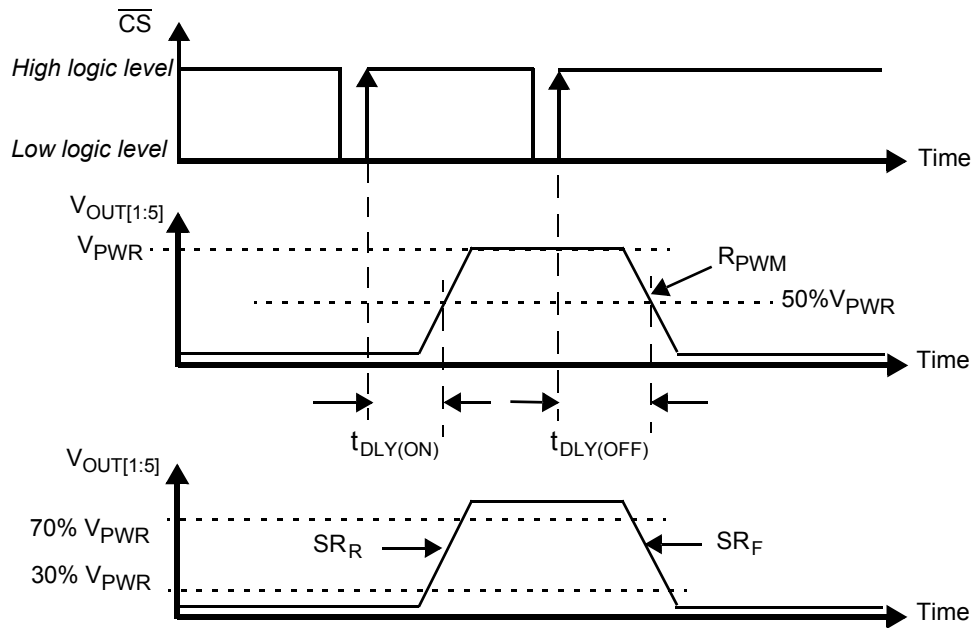 CS
High logic level
Low logic level
Time
VOUT[1:5]
VPWR
RPWM
50%VPWR
Time
tDLY(ON)
tDLY(OFF)
VOUT[1:5]
70% VPWR
SRR
SRF
30% VPWR
Time